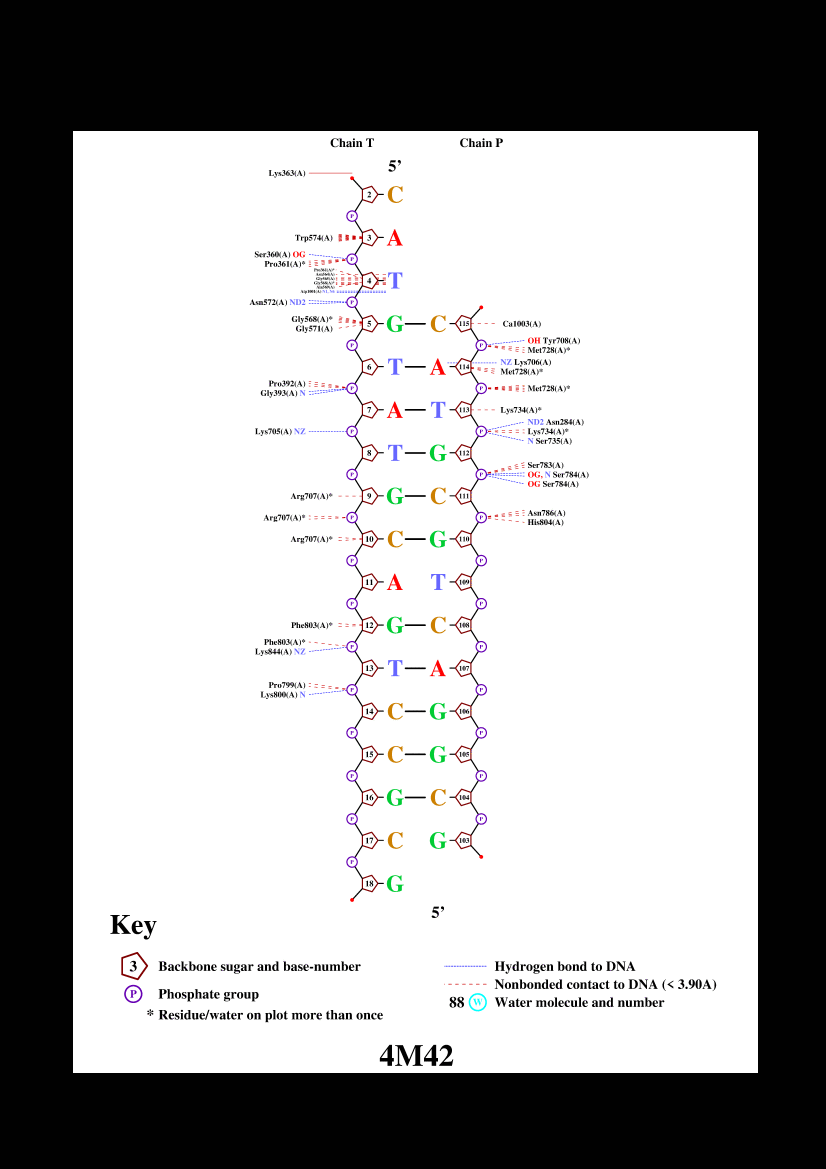 Chain T Chain P
5’
Lys363(A)
2 C
P
Trp574(A) 3 A
Ser360(A) OG
Pro361(A)* P
4 T
Asn572(A) ND2 P
Gly568(A)*
Gly571(A) 5 G C 115 Ca1003(A)
P P OH Tyr708(A)
Met728(A)*
6 T A 114 NZ Lys706(A)
Met728(A)*
Pro392(A)
Gly393(A) N P P Met728(A)*
7 A T 113 Lys734(A)*
Lys705(A) NZ P P ND2 Asn284(A)
Lys734(A)*
N Ser735(A)
8 T G 112
P P Ser783(A)
OG, N Ser784(A)
OG Ser784(A)
Arg707(A)* 9 G C 111
Arg707(A)* P P Asn786(A)
His804(A)
Arg707(A)* 10 C G 110
P P
11 A T 109
P P
Phe803(A)* 12 G C 108
Phe803(A)*
Lys844(A) NZ P P
13 T A 107
Pro799(A)
Lys800(A) N P P
14 C G 106
P P
15 C G 105
P P
16 G C 104
P P
17 C G 103
P
18 G
5’
Key
3 Backbone sugar and base-number
P Phosphate group
* Residue/water on plot more than once
Hydrogen bond to DNA
Nonbonded contact to DNA (< 3.90A)
88 W Water molecule and number
4M42